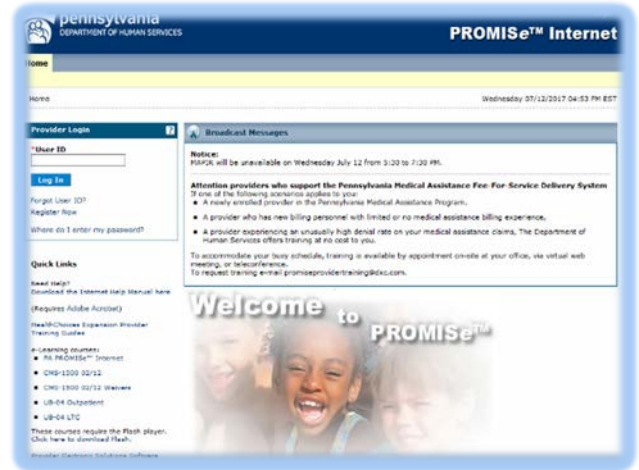 pennsylvania
DEPARTMENT OF HUMAN SERVICES
PROMISe™ Internet
Home
Home
Wednesday 07/12/2017 04:53 PM EST
Provider Login
?
*User ID
Log In
Forgot User ID?
Register Now
Where do I enter my password?
Quick Links
Need Help?
Download the Internet Help Manual here
(Requires Adobe Acrobat)
HealthChoices Expansion Provider
Training Guides
e-Learning courses:
PA PROMISe™ Internet
CMS-1500 02/12
CMS-1500 02/12 Waivers
UB-04 Outpatient
UB-04 LTC
These courses require the Flash player.
Click here to download Flash.
Provider Electronic Solutions Software
Broadcast Messages
Notice:
MAPIR will be unavailable on Wednesday July 12 from 5:30 to 7:30 PM.
Attention providers who support the Pennsylvania Medical Assistance Fee-For-Service Delivery System
If one of the following scenarios applies to you:
A newly enrolled provider in the Pennsylvania Medical Assistance Program,
A provider who has new billing personnel with limited or no medical assistance billing experience,
A provider experiencing an unusually high denial rate on your medical assistance claims, The Department of
Human Services offers training at no cost to you.
To accommodate your busy schedule, training is available by appointment on-site at your office, via virtual web
meeting, or teleconference.
To request training e-mail promiseprovidertraining@dxc.com.
Welcome to
PROMISe™